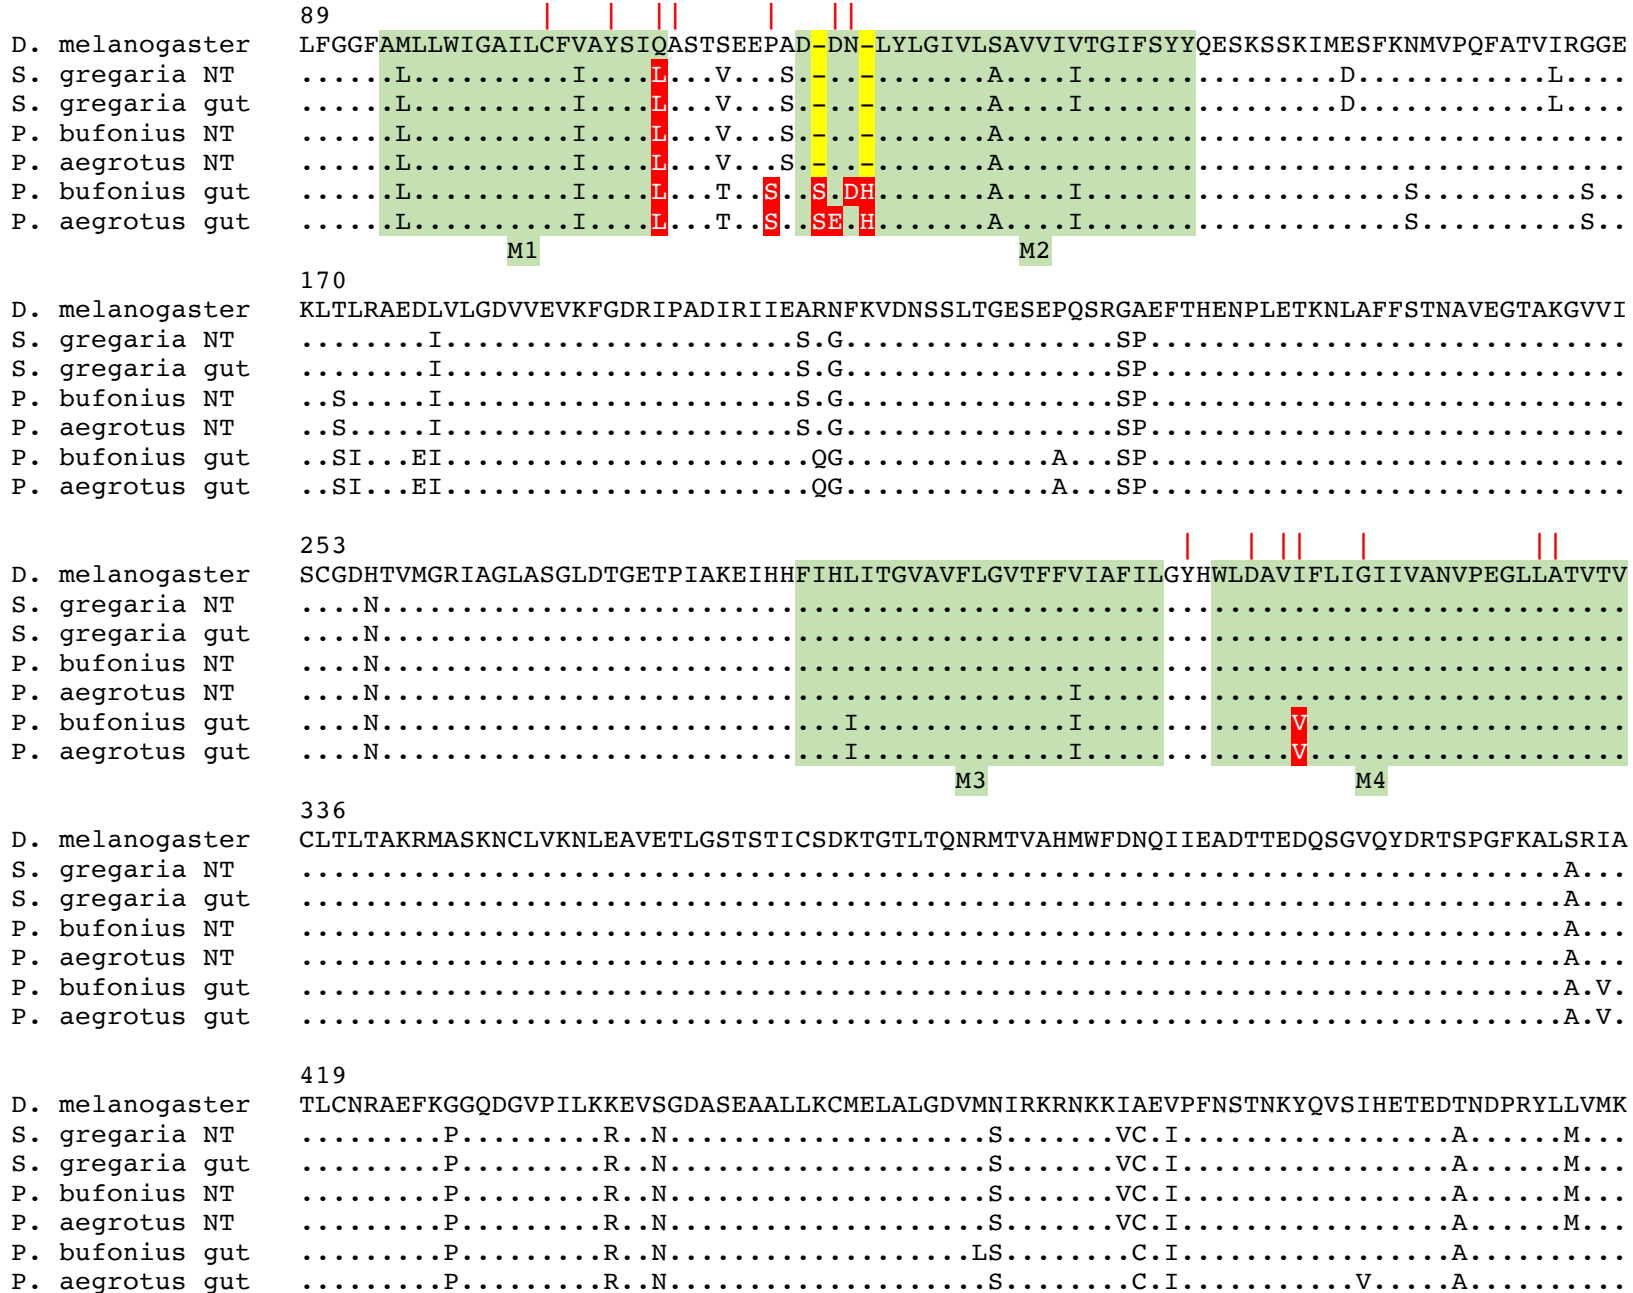 89
D. melanogaster LFGGFAMLLWIGAILCFVAYSIQASTSEEPAD-DN-LYLGIVLSAVVIVTGIFSYYQESKSSKIMESFKNMVPQFATVIRGGE
S. gregaria NT ......L..........I....L...V...S.-..-.......A....I................D............L....
S. gregaria gut ......L..........I....L...V...S.-..-.......A....I................D............L....
P. bufonius NT ......L..........I....L...V...S.-..-.......A.......................................
P. aegrotus NT ......L..........I....L...V...S.-..-.......A.......................................
P. bufonius gut ......L..........I....L...T..S..S.DH.......A....I....................S..........S..
P. aegrotus gut ......L..........I....L...T..S..SE.H.......A....I....................S..........S..
M1 M2
170
D. melanogaster KLTLRAEDLVLGDVVEVKFGDRIPADIRIIEARNFKVDNSSLTGESEPQSRGAEFTHENPLETKNLAFFSTNAVEGTAKGVVI
S. gregaria NT ........I......................S.G.................SP..............................
S. gregaria gut ........I......................S.G.................SP..............................
P. bufonius NT ..S.....I......................S.G.................SP..............................
P. aegrotus NT ..S.....I......................S.G.................SP..............................
P. bufonius gut ..SI...EI.......................QG.............A...SP..............................
P. aegrotus gut ..SI...EI.......................QG.............A...SP..............................
253
D. melanogaster SCGDHTVMGRIAGLASGLDTGETPIAKEIHHFIHLITGVAVFLGVTFFVIAFILGYHWLDAVIFLIGIIVANVPEGLLATVTV
S. gregaria NT ....N..............................................................................
S. gregaria gut ....N..............................................................................
P. bufonius NT ....N..............................................................................
P. aegrotus NT ....N...........................................I..................................
P. bufonius gut ....N.............................I.............I.............V....................
P. aegrotus gut ....N.............................I.............I.............V....................
M3 M4
336
D. melanogaster CLTLTAKRMASKNCLVKNLEAVETLGSTSTICSDKTGTLTQNRMTVAHMWFDNQIIEADTTEDQSGVQYDRTSPGFKALSRIA
S. gregaria NT ...............................................................................A...
S. gregaria gut ...............................................................................A...
P. bufonius NT ...............................................................................A...
P. aegrotus NT ...............................................................................A...
P. bufonius gut ...............................................................................A.V.
P. aegrotus gut ...............................................................................A.V.
419
D. melanogaster TLCNRAEFKGGQDGVPILKKEVSGDASEAALLKCMELALGDVMNIRKRNKKIAEVPFNSTNKYQVSIHETEDTNDPRYLLVMK
S. gregaria NT .........P.........R..N....................S.......VC.I.................A......M...
S. gregaria gut .........P.........R..N....................S.......VC.I.................A......M...
P. bufonius NT .........P.........R..N....................S.......VC.I.................A......M...
P. aegrotus NT .........P.........R..N....................S.......VC.I.................A......M...
P. bufonius gut .........P.........R..N...................LS........C.I.................A..........
P. aegrotus gut .........P.........R..N....................S........C.I...........V.....A..........